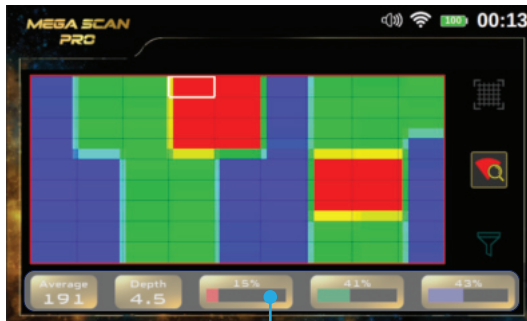 MEGA SCAN
PRO
100
00:13
Average
191
Depth
4.5
15%
41%
43%